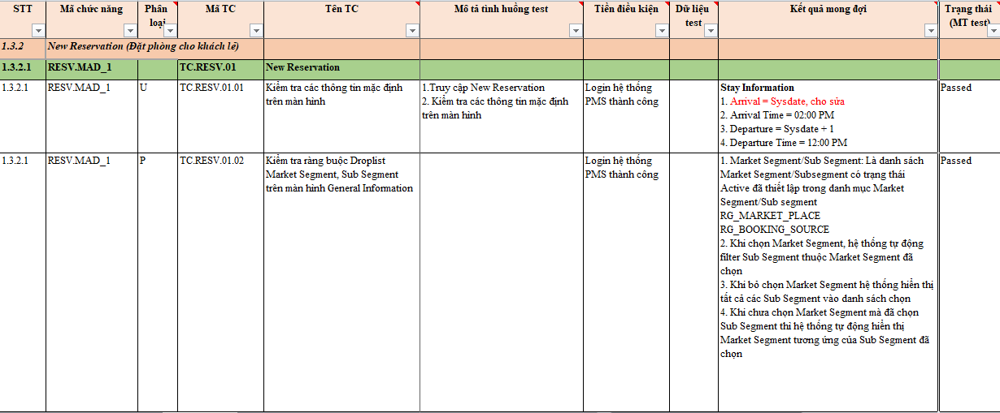 STT
Mã chức năng
Phân
loại
Mã TC
Tên TC
Mô tả tình huống test
Tiền điều kiện
Dữ liệu
test
Kết quả mong đợi
Trạng thái
(MT test)
1.3.2
New Reservation (Đặt phòng cho khách lẻ)
1.3.2.1
RESV.MAD_1
TC.RESV.01
New Reservation
1.3.2.1
RESV.MAD_1
U
TC.RESV.01.01
Kiểm tra các thông tin mặc định
trên màn hình
1.Truy cập New Reservation
2. Kiểm tra các thông tin mặc định
trên màn hình
Login hệ thống
PMS thành công
Stay Information
1. Arrival = Sysdate, cho sửa
2. Arrival Time = 02:00 PM
3. Departure = Sysdate + 1
4. Departure Time = 12:00 PM
Passed
1.3.2.1
RESV.MAD_1
P
TC.RESV.01.02
Kiểm tra ràng buộc Droplist
Market Segment, Sub Segment
trên màn hình General Information
Login hệ thống
PMS thành công
1. Market Segment/Sub Segment: Là danh sách
Market Segment/Subsegment có trạng thái
Active đã thiết lập trong danh mục Market
Segment/Sub segment
RG_MARKET_PLACE
RG_BOOKING_SOURCE
2. Khi chọn Market Segment, hệ thống tự động
filter Sub Segment thuộc Market Segment đã
chọn
3. Khi bỏ chọn Market Segment hệ thống hiển thị
tất cả các Sub Segment vào danh sách chọn
4. Khi chưa chọn Market Segment mà đã chọn
Sub Segment thì hệ thống tự động hiển thị
Market Segment tương ứng của Sub Segment đã
chọn
Passed